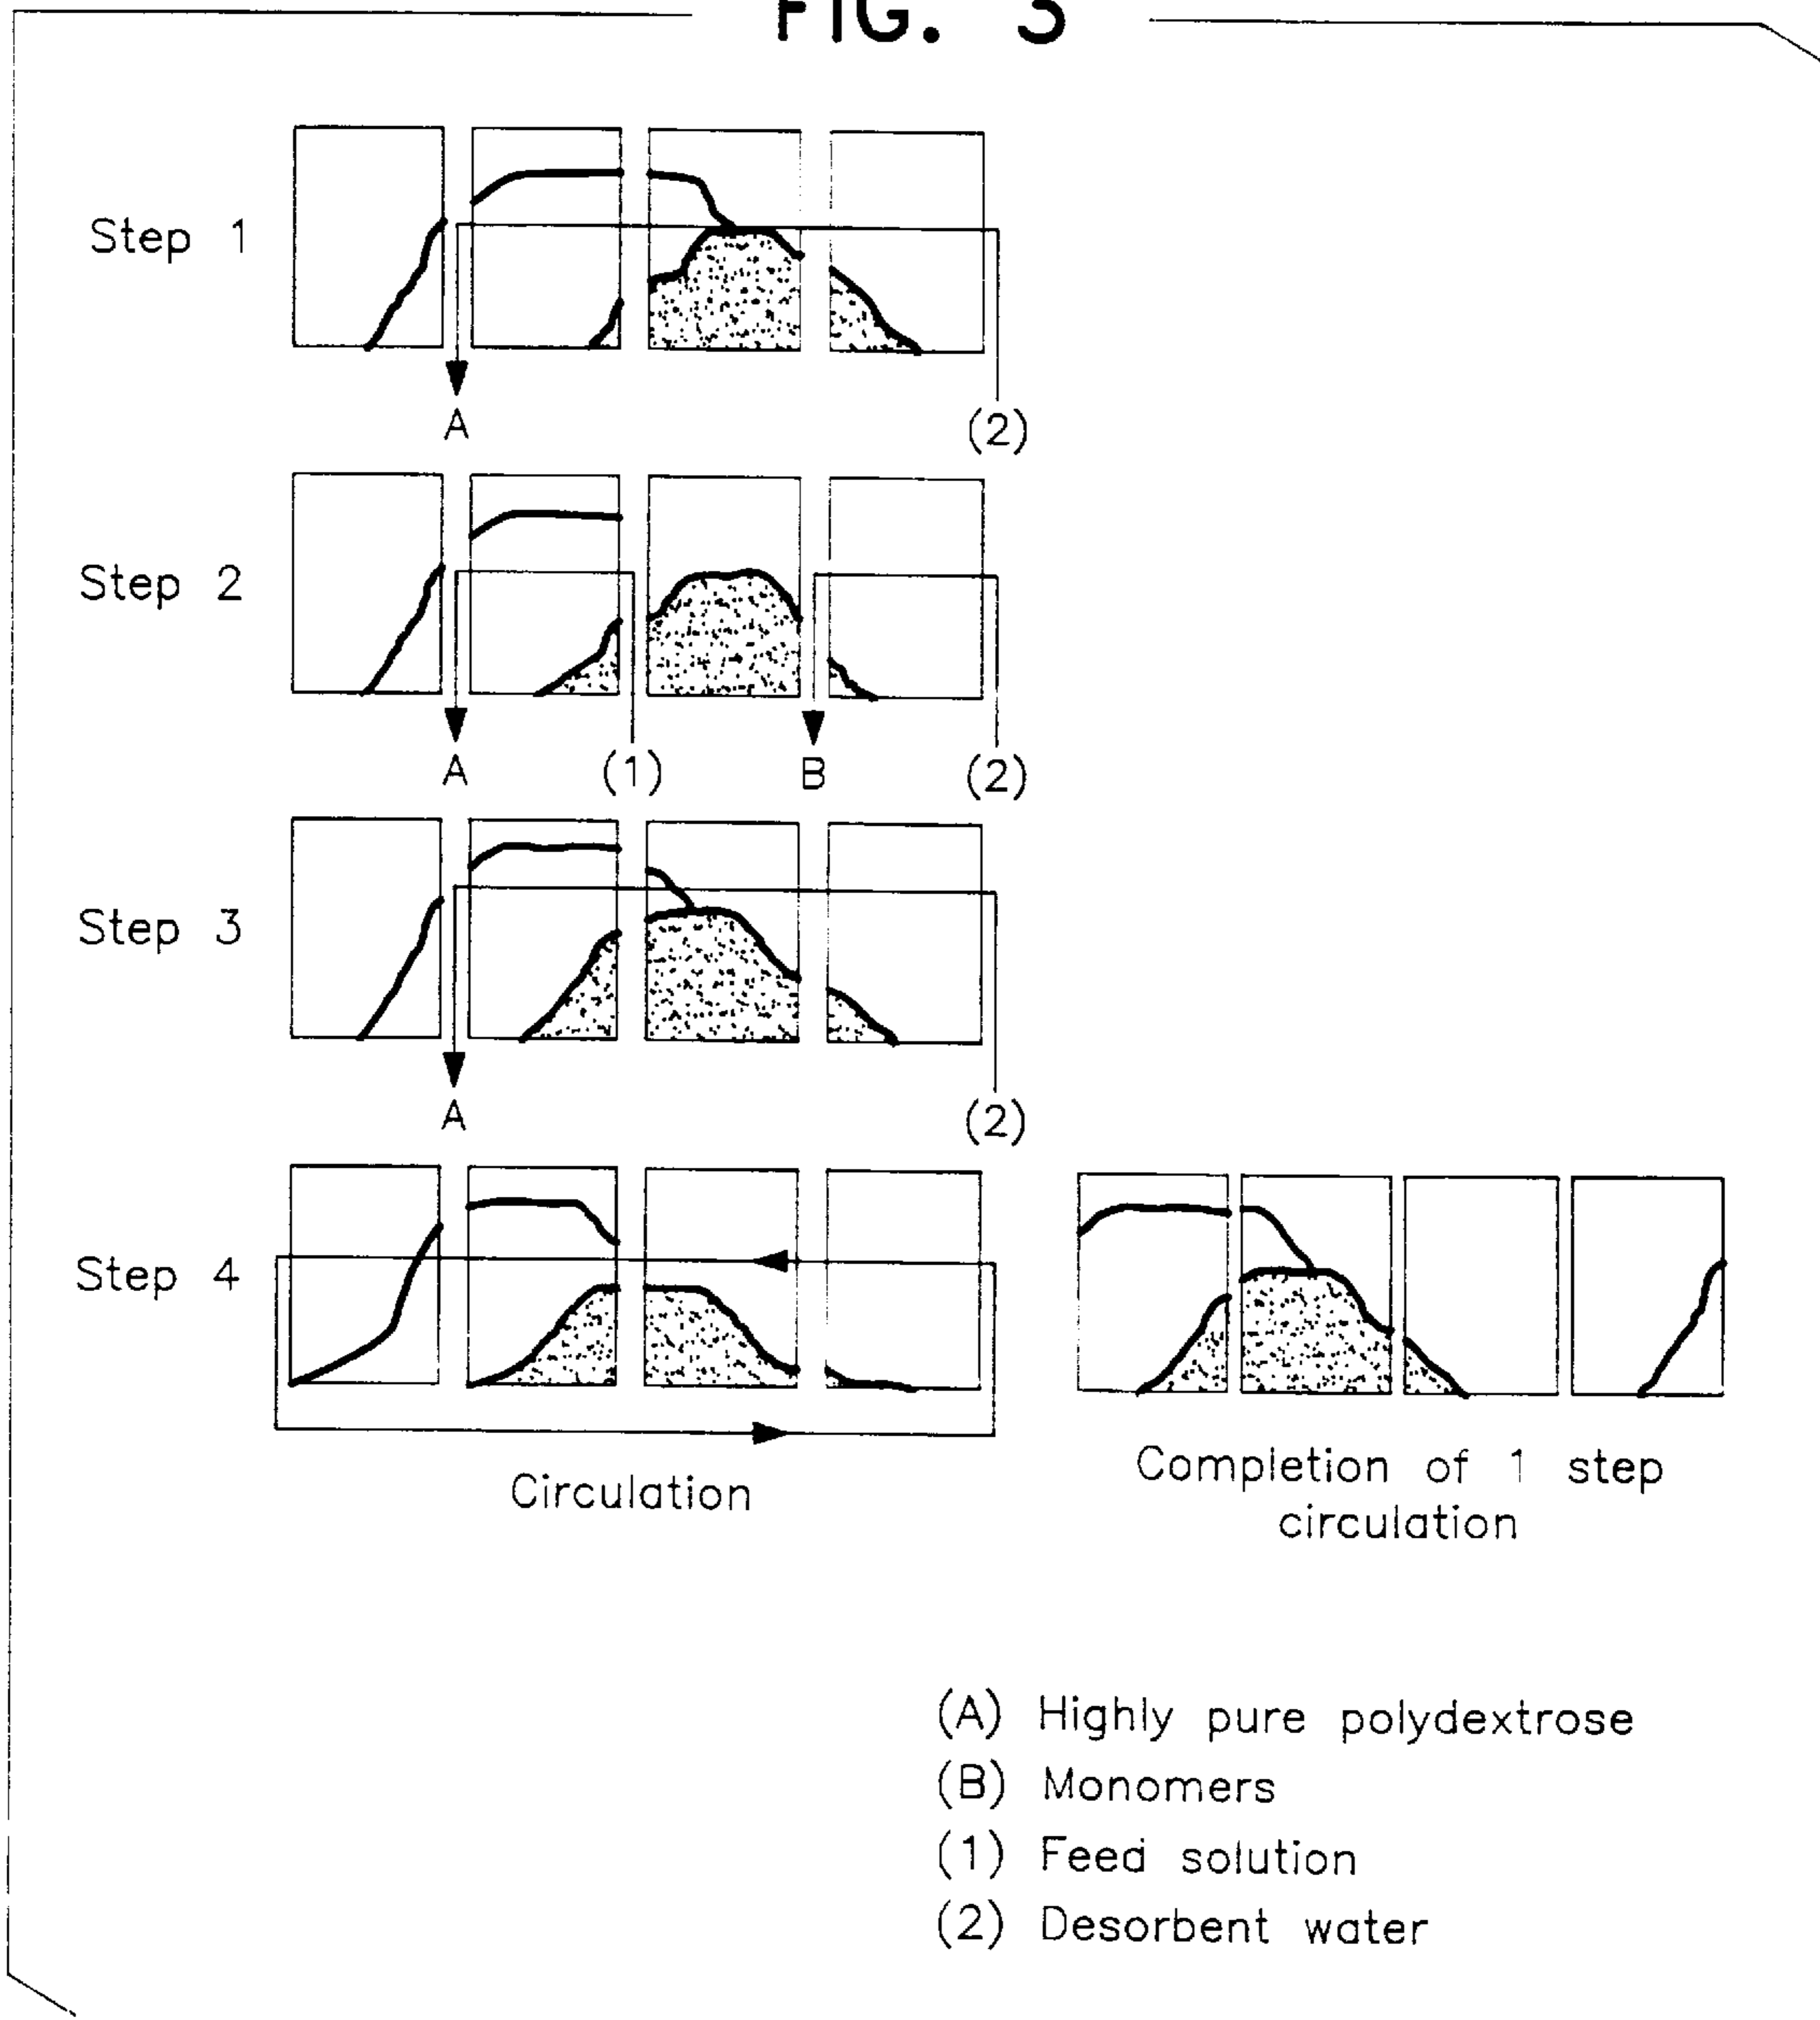 FIG. 3
Step 1
A (2)
Step 2
A (1) B (2)
Step 3
A (2)
Step 4
Circulation
Completion of 1 step
circulation
(A) Highly pure polydextrose
(B) Monomers
(1) Feed solution
(2) Desorbent water